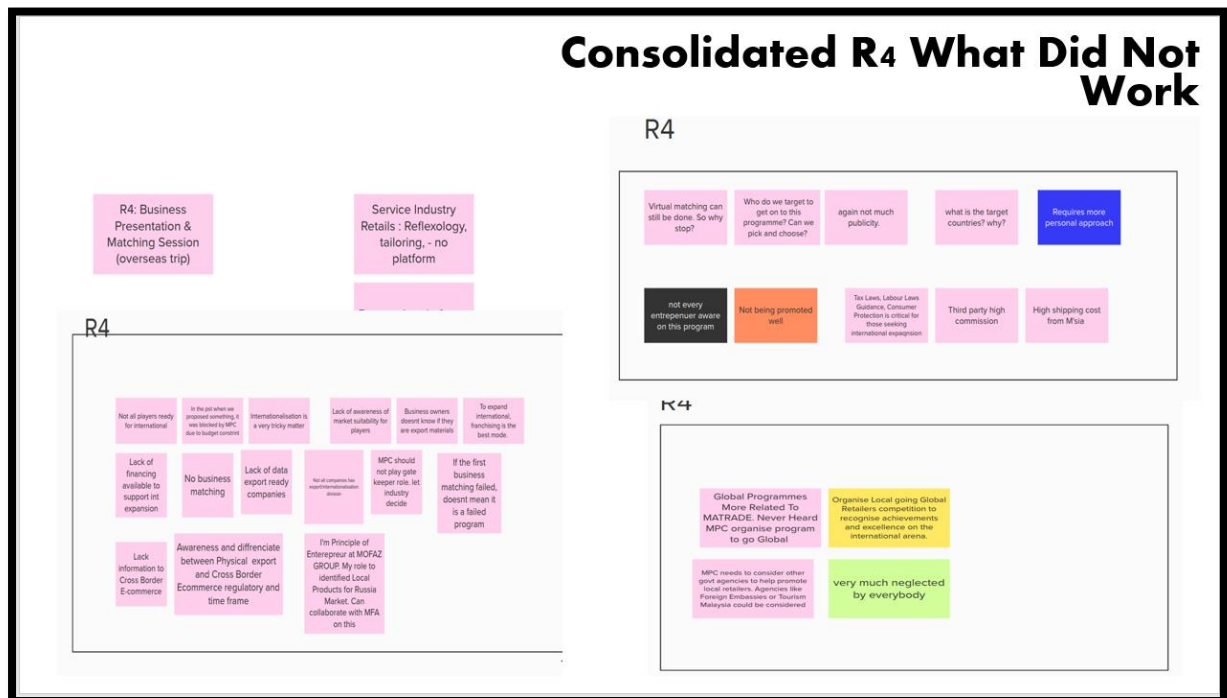 Consolidated R4 What Did Not
Work
R4: Business
Presentation &
Matching Session
(overseas trip)
Service Industry
Retails : Reflexology,
tailoring, - no
platform
R4
Not all players ready
for international
In the pst when we
proposed something, it
was blocked by MPC
due to budget constrint
Internationalisation is
a very tricky matter
Lack of awareness of
market suitability for
players
Business owners
doesnt know if they
are export materials
To expand
international,
franchising is the
best mode.
Lack of
financing
available to
support int
expansion
No business
matching
Lack of data
export ready
companies
Not all companies has
export/internationalisation
division
MPC should
not play gate
keeper role. let
industry
decide
If the first
business
matching failed,
doesnt mean it
is a failed
program
Lack
information to
Cross Border
E-commerce
Awareness and diffrenciate
between Physical export
and Cross Border
Ecommerce regulatory and
time frame
I'm Principle of
Enterepreur at MOFAZ
GROUP. My role to
identified Local
Products for Russia
Market. Can
collaborate with MFA
on this
R4
Virtual matching can
still be done. So why
stop?
Who do we target to
get on to this
programme? Can we
pick and choose?
again not much
publicity.
what is the target
countries? why?
Requires more
personal approach
not every
entrepenuer aware
on this program
Not being promoted
well
Tax Laws, Labour Laws
Guidance, Consumer
Protection is critical for
those seeking
international expaqnsion
Third party high
commission
High shipping cost
from M'sia
R4
Global Programmes
More Related To
MATRADE. Never Heard
MPC organise program
to go Global
Organise Local going Global
Retailers competition to
recognise achievements
and excellence on the
international arena.
MPC needs to consider other
govt agencies to help promote
local retailers. Agencies like
Foreign Embassies or Tourism
Malaysia could be considered
very much neglected
by everybody